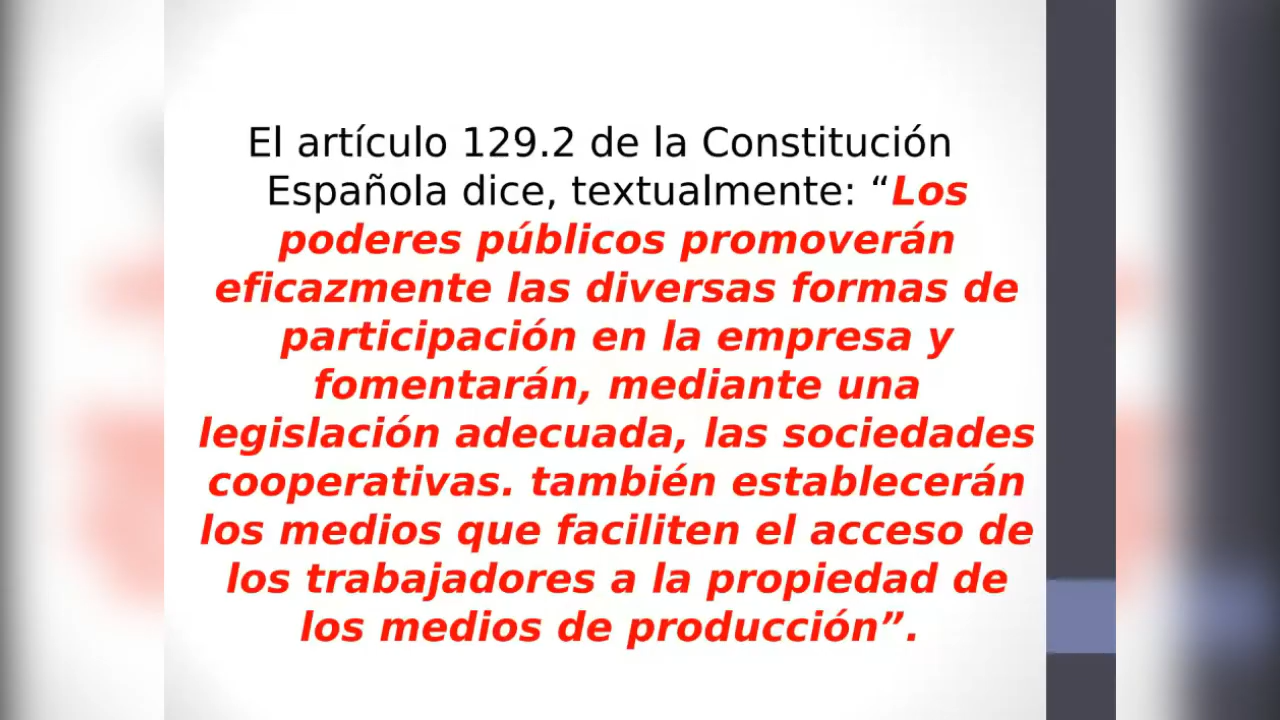 El artículo 129.2 de la Constitución
Española dice, textualmente: “Los
poderes públicos promoverán
eficazmente las diversas formas de
participación en la empresa y
fomentarán, mediante una
legislación adecuada, las sociedades
cooperativas. también establecerán
los medios que faciliten el acceso de
los trabajadores a la propiedad de
los medios de producción”.